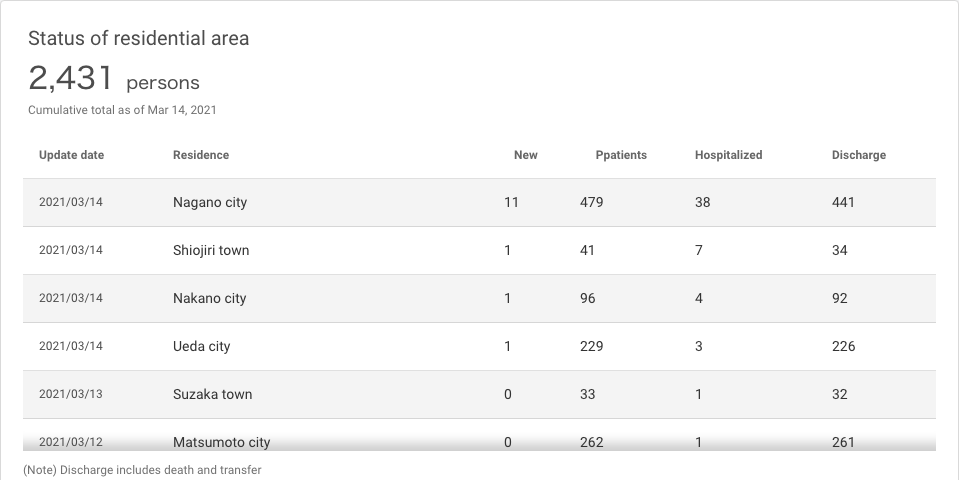 Status of residential area
2,431 persons
Cumulative total as of Mar 14, 2021
Update date Residence New Ppatients Hospitalized Discharge
2021/03/14 Nagano city 11 479 38 441
2021/03/14 Shiojiri town 1 41 7 34
2021/03/14 Nakano city 1 96 4 92
2021/03/14 Ueda city 1 229 3 226
2021/03/13 Suzaka town 0 33 1 32
2021/03/12 Matsumoto city 0 262 1 261
(Note) Discharge includes death and transfer